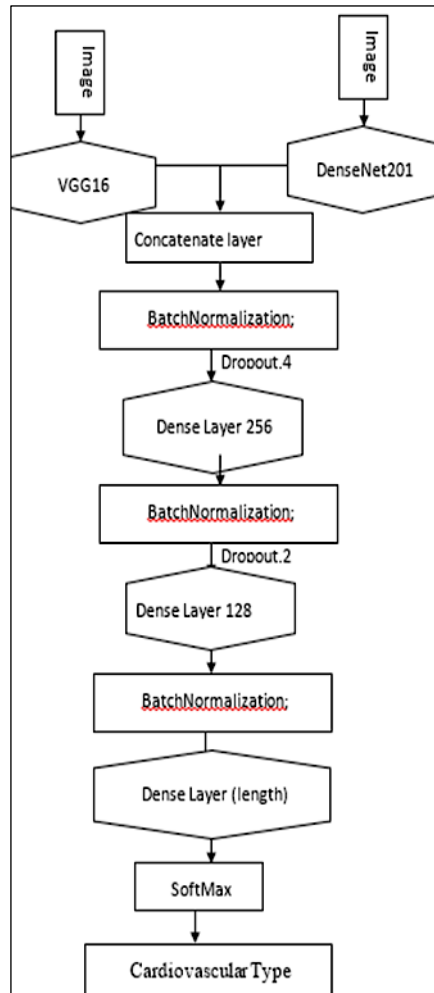 Image
Image
VGG16
DenseNet201
Concatenate layer
BatchNormalization;
Dropout.4
Dense Layer 256
BatchNormalization;
Dropout.2
Dense Layer 128
BatchNormalization;
Dense Layer (length)
SoftMax
Cardiovascular Type